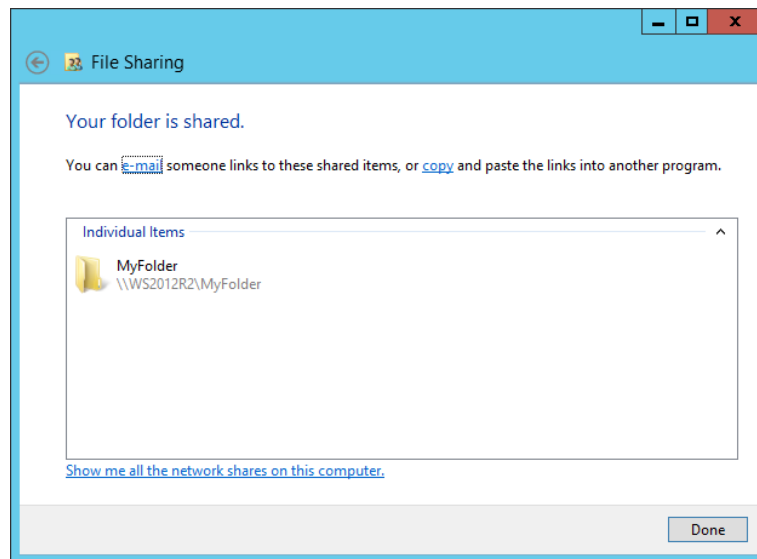 File Sharing
Your folder is shared.
You can e-mail someone links to these shared items, or copy and paste the links into another program.
Individual Items
MyFolder
\\WS2012R2\MyFolder
Show me all the network shares on this computer.
Done